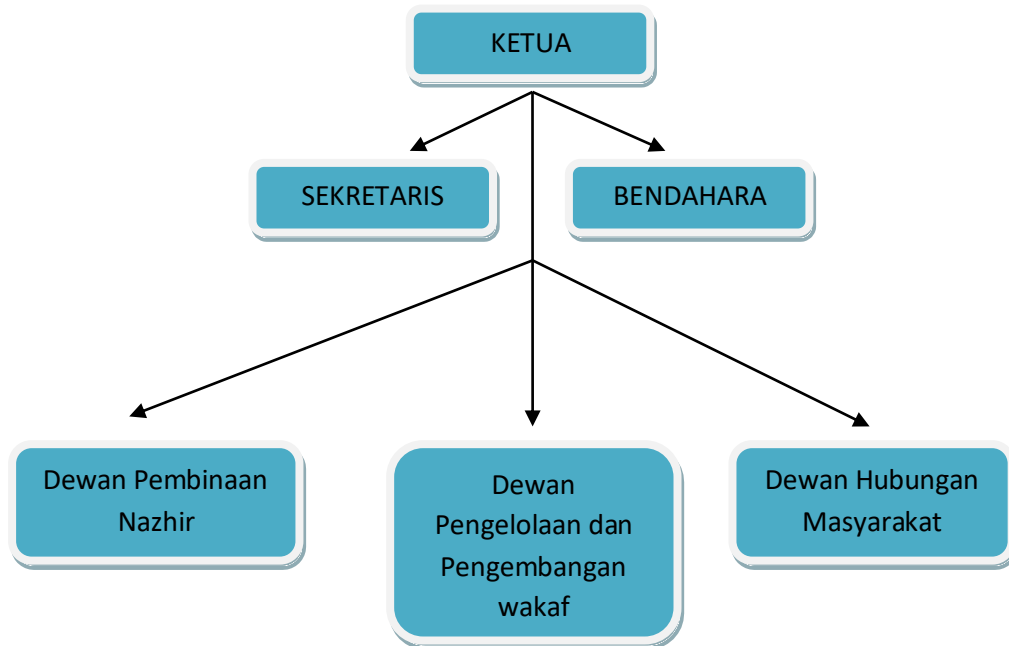 KETUA
SEKRETARIS
BENDAHARA
Dewan Pembinaan
Nazhir
Dewan
Pengelolaan dan
Pengembangan
wakaf
Dewan Hubungan
Masyarakat